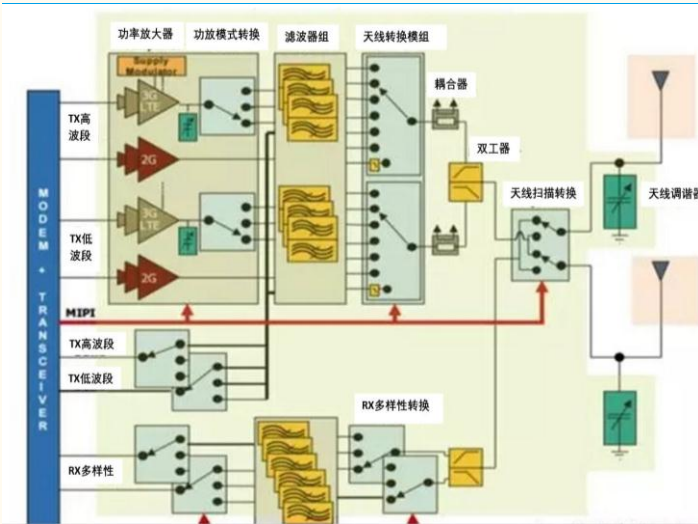 功率放大器
功放模式转换
滤波器组
天线转换模组
Supply
Modulator
耦合器
3G
LTE
TX高
波段
双工器
2G
天线扫描转换
天线调谐器
3G
LTE
TX低
波段
2G
MODEM + TRANSCEIVER
MIPI
TX高波段
TX低波段
RX多样性转换
RX多样性